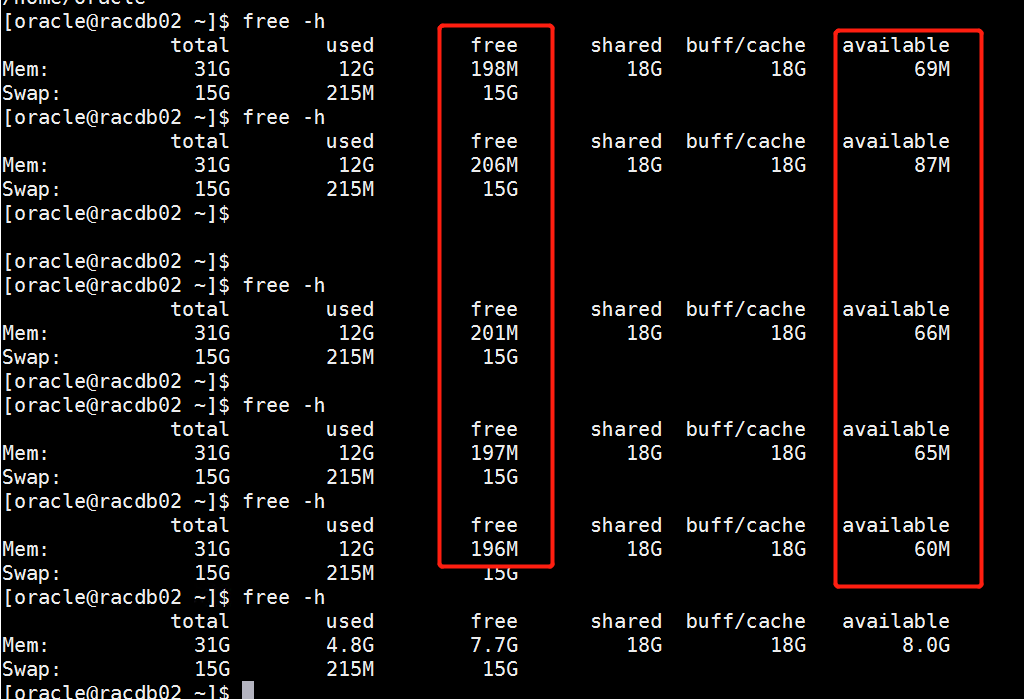 /home/oracle
[oracle@racdb02 ~]$ free -h
total used free shared buff/cache available
Mem: 31G 12G 198M 18G 18G 69M
Swap: 15G 215M 15G
[oracle@racdb02 ~]$ free -h
total used free shared buff/cache available
Mem: 31G 12G 206M 18G 18G 87M
Swap: 15G 215M 15G
[oracle@racdb02 ~]$
[oracle@racdb02 ~]$
[oracle@racdb02 ~]$ free -h
total used free shared buff/cache available
Mem: 31G 12G 201M 18G 18G 66M
Swap: 15G 215M 15G
[oracle@racdb02 ~]$
[oracle@racdb02 ~]$ free -h
total used free shared buff/cache available
Mem: 31G 12G 197M 18G 18G 65M
Swap: 15G 215M 15G
[oracle@racdb02 ~]$ free -h
total used free shared buff/cache available
Mem: 31G 12G 196M 18G 18G 60M
Swap: 15G 215M 15G
[oracle@racdb02 ~]$ free -h
total used free shared buff/cache available
Mem: 31G 4.8G 7.7G 18G 18G 8.0G
Swap: 15G 215M 15G
[oracle@racdb02 ~]$